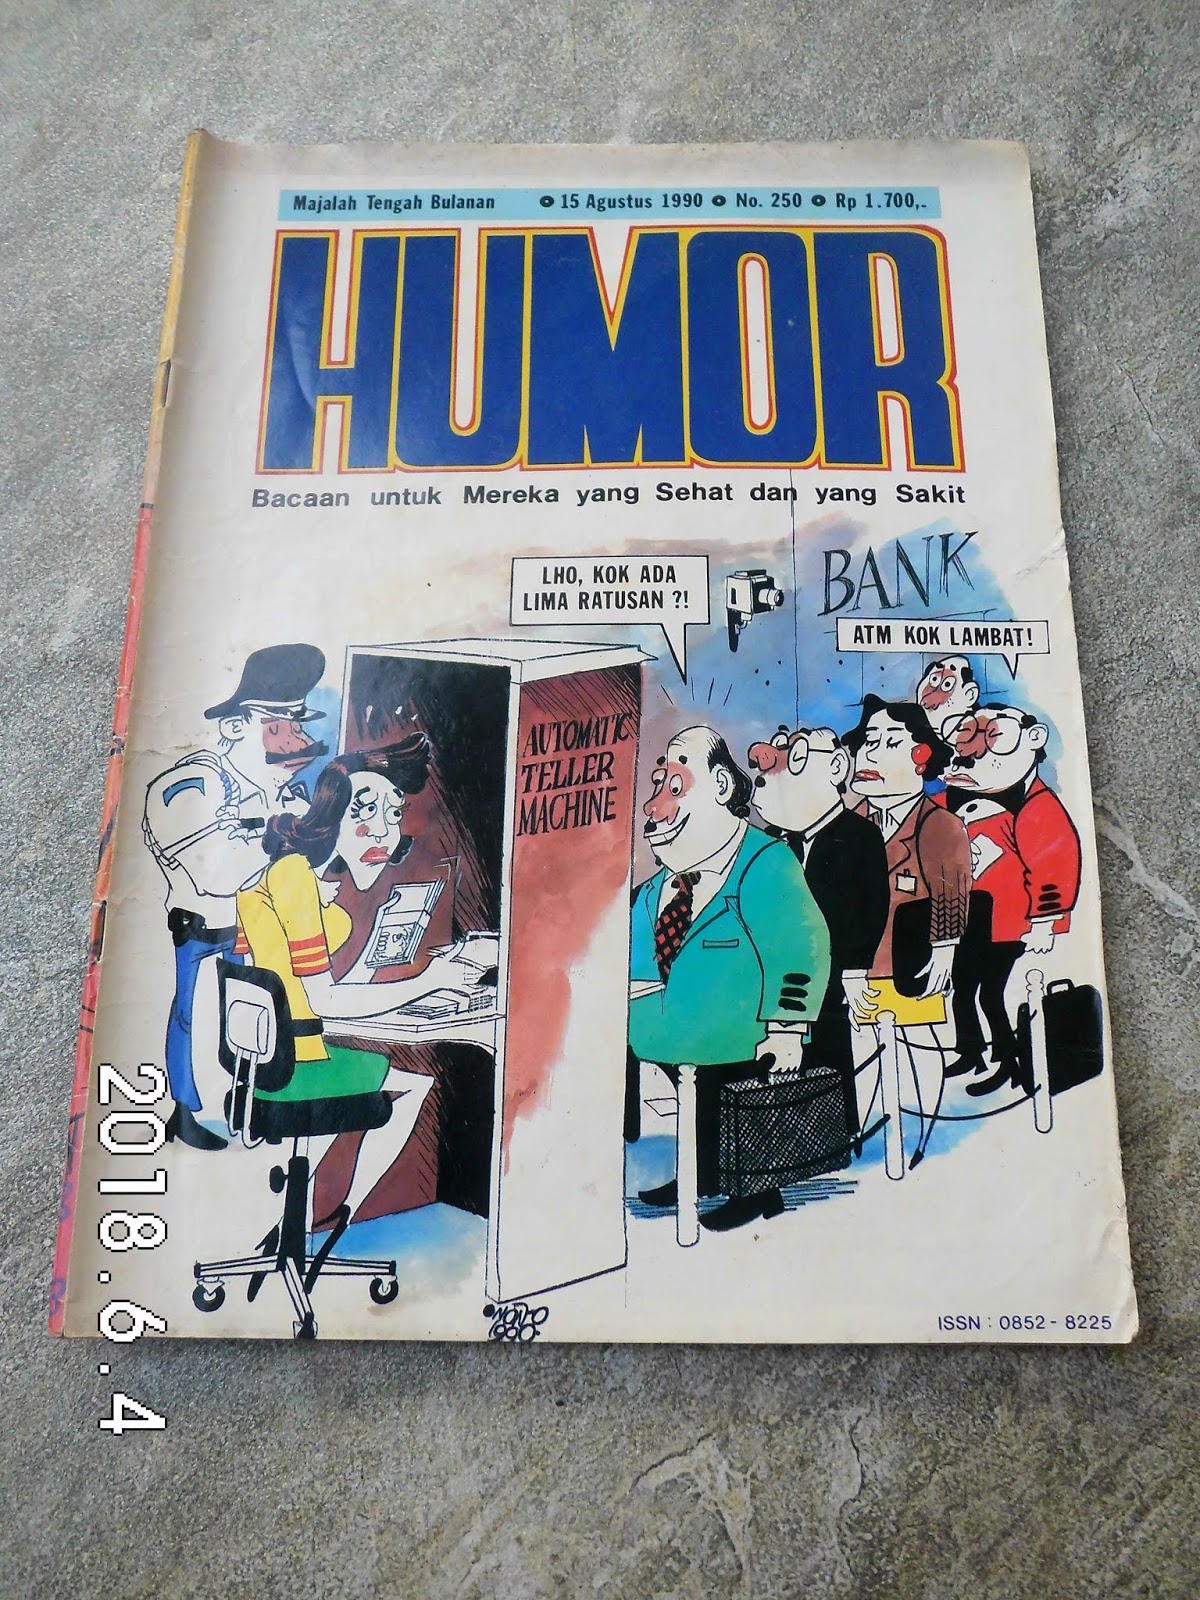 Majalah Tengah Bulanan 15 Agustus 1990 No. 250 Rp 1.700,-
HUMOR
Bacaan untuk Mereka yang Sehat dan yang Sakit
BANK
LHO, KOK ADA
LIMA RATUSAN ?!
ATM KOK LAMBAT!
AUTOMATIC
TELLER
MACHINE
1990
ISSN : 0852 - 8225
2018.6.4